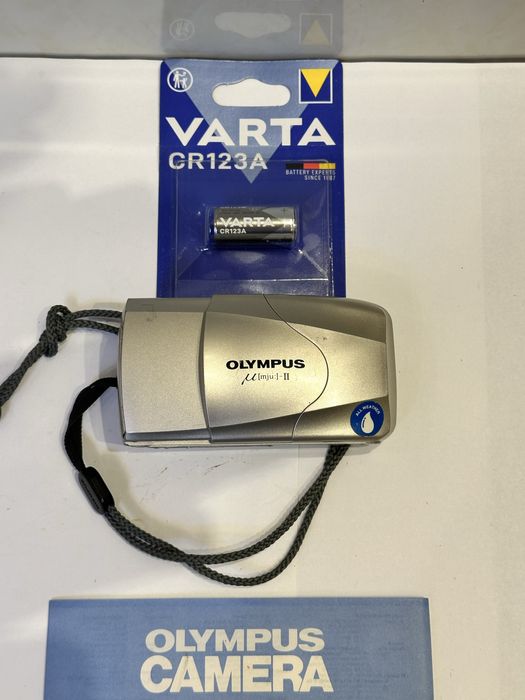 VARTA
CR123A
BATTERY EXPERTS
SINCE 1887
VARTA
CR123A
OLYMPUS
µ[mju:]-II
ALL-WEATHER
OLYMPUS
CAMERA